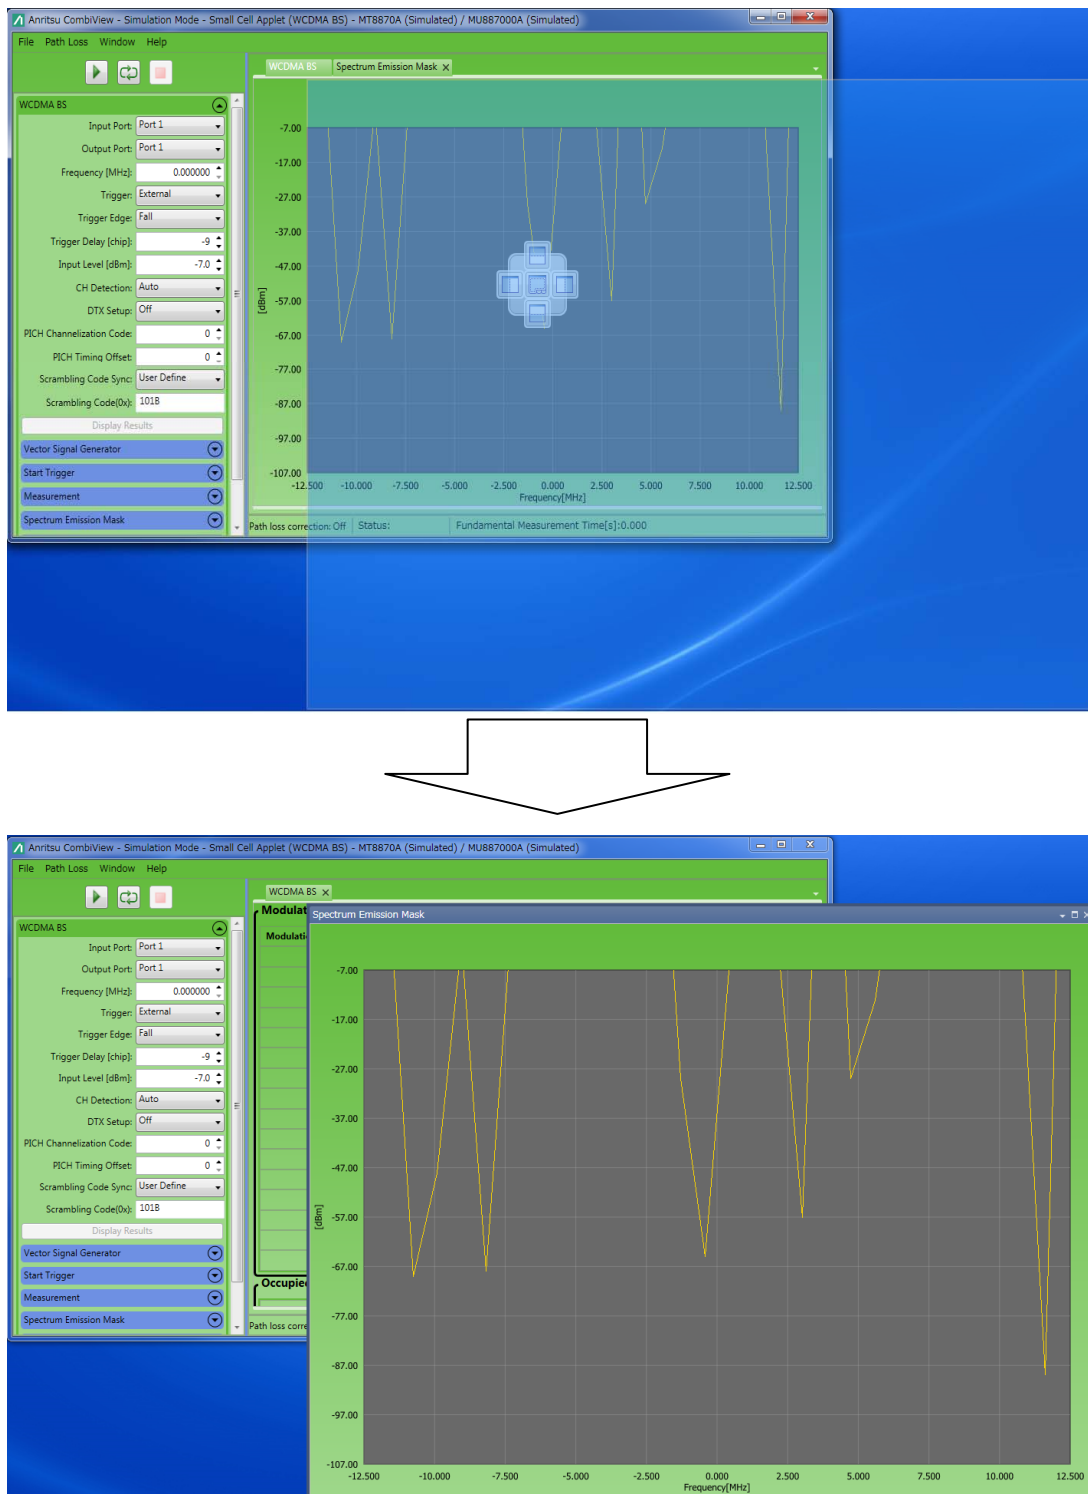 Anritsu CombiView - Simulation Mode - Small Cell Applet (WCDMA BS) - MT8870A (Simulated) / MU887000A (Simulated)
File Path Loss Window Help
WCDMA BS Spectrum Emission Mask
WCDMA BS
Input Port: Port 1
Output Port: Port 1
Frequency [MHz]: 0.000000
Trigger: External
Trigger Edge: Fall
Trigger Delay [chip]: -9
Input Level [dBm]: -7.0
CH Detection: Auto
DTX Setup: Off
PICH Channelization Code: 0
PICH Timing Offset: 0
Scrambling Code Sync: User Define
Scrambling Code(0x): 101B
Display Results
Vector Signal Generator
Start Trigger
Measurement
Spectrum Emission Mask
-7.00
-17.00
-27.00
-37.00
-47.00
-57.00
-67.00
-77.00
-87.00
-97.00
-107.00
[dBm]
-12.500 -10.000 -7.500 -5.000 -2.500 0.000 2.500 5.000 7.500 10.000 12.500
Frequency[MHz]
Path loss correction: Off Status: Fundamental Measurement Time[s]:0.000
Anritsu CombiView - Simulation Mode - Small Cell Applet (WCDMA BS) - MT8870A (Simulated) / MU887000A (Simulated)
File Path Loss Window Help
WCDMA BS
WCDMA BS
Input Port: Port 1
Output Port: Port 1
Frequency [MHz]: 0.000000
Trigger: External
Trigger Edge: Fall
Trigger Delay [chip]: -9
Input Level [dBm]: -7.0
CH Detection: Auto
DTX Setup: Off
PICH Channelization Code: 0
PICH Timing Offset: 0
Scrambling Code Sync: User Define
Scrambling Code(0x): 101B
Display Results
Vector Signal Generator
Start Trigger
Measurement
Spectrum Emission Mask
Modulat
Modulati
Occupie
Path loss corre
Spectrum Emission Mask
-7.00
-17.00
-27.00
-37.00
-47.00
-57.00
-67.00
-77.00
-87.00
-97.00
-107.00
[dBm]
-12.500 -10.000 -7.500 -5.000 -2.500 0.000 2.500 5.000 7.500 10.000 12.500
Frequency[MHz]